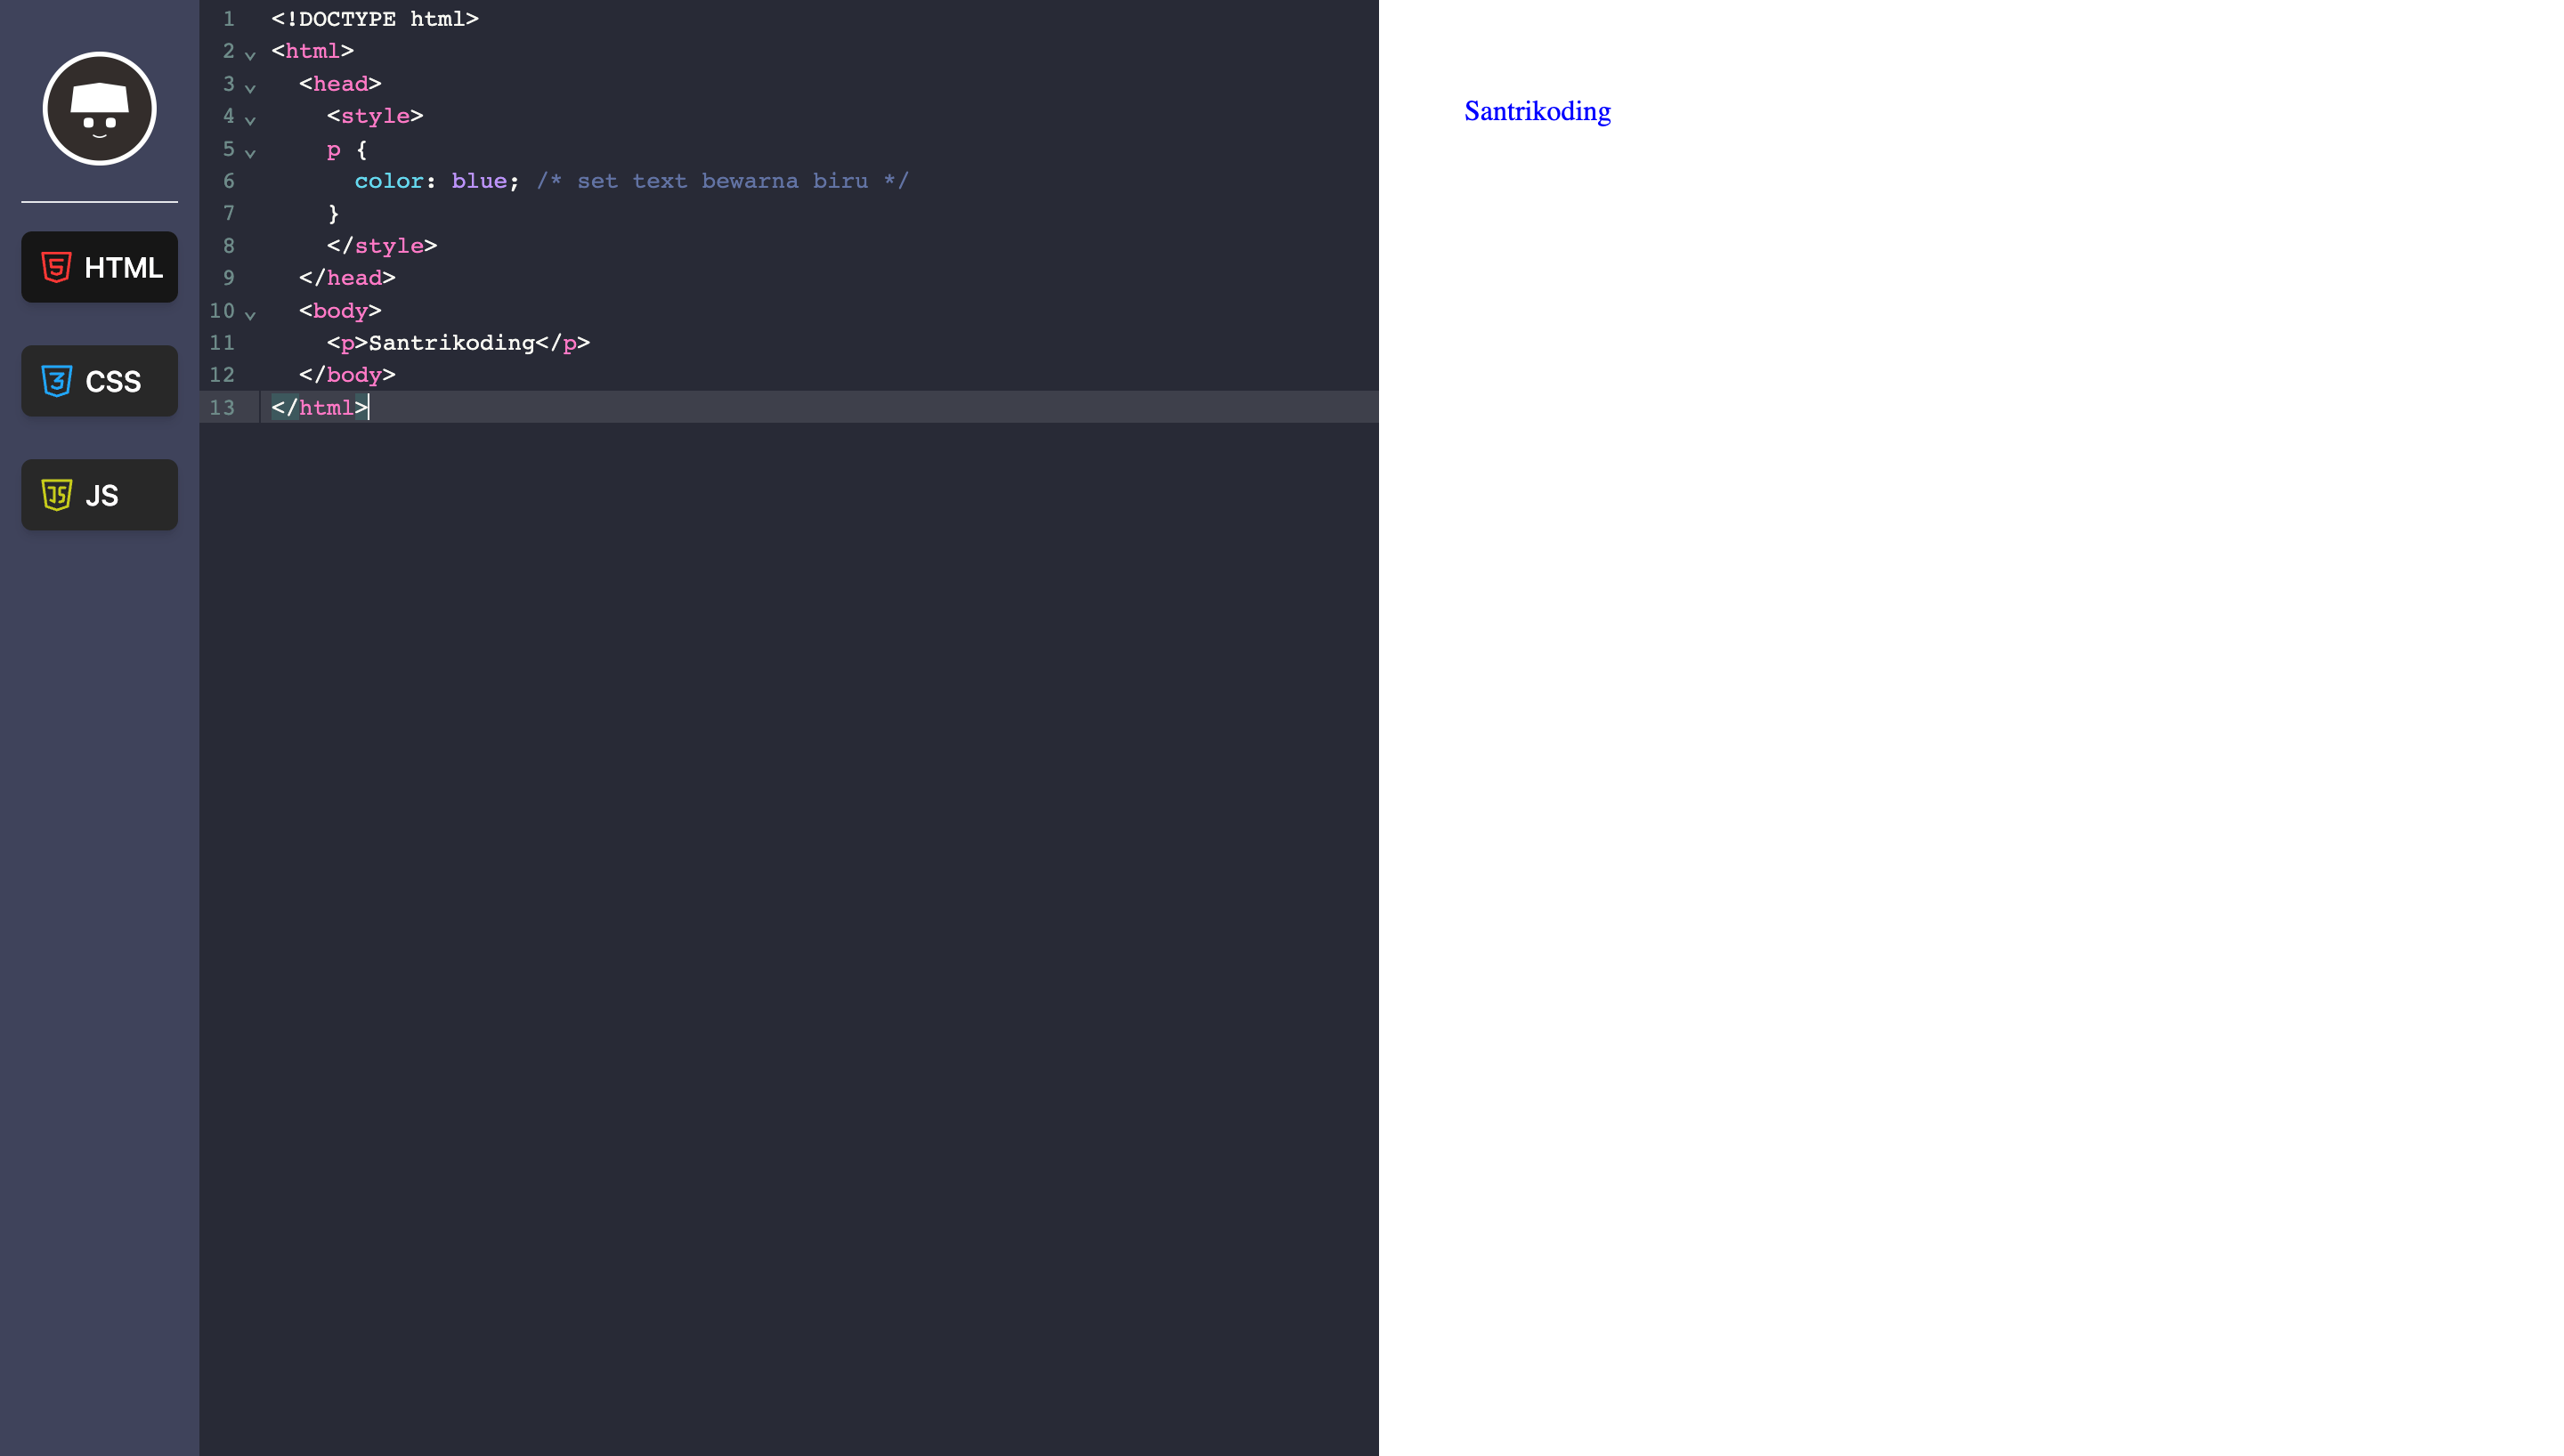 HTML
CSS
JS
1 <!DOCTYPE html>
2 <html>
3 <head>
4 <style>
5 p {
6 color: blue; /* set text bewarna biru */
7 }
8 </style>
9 </head>
10 <body>
11 <p>Santrikoding</p>
12 </body>
13 </html>
Santrikoding